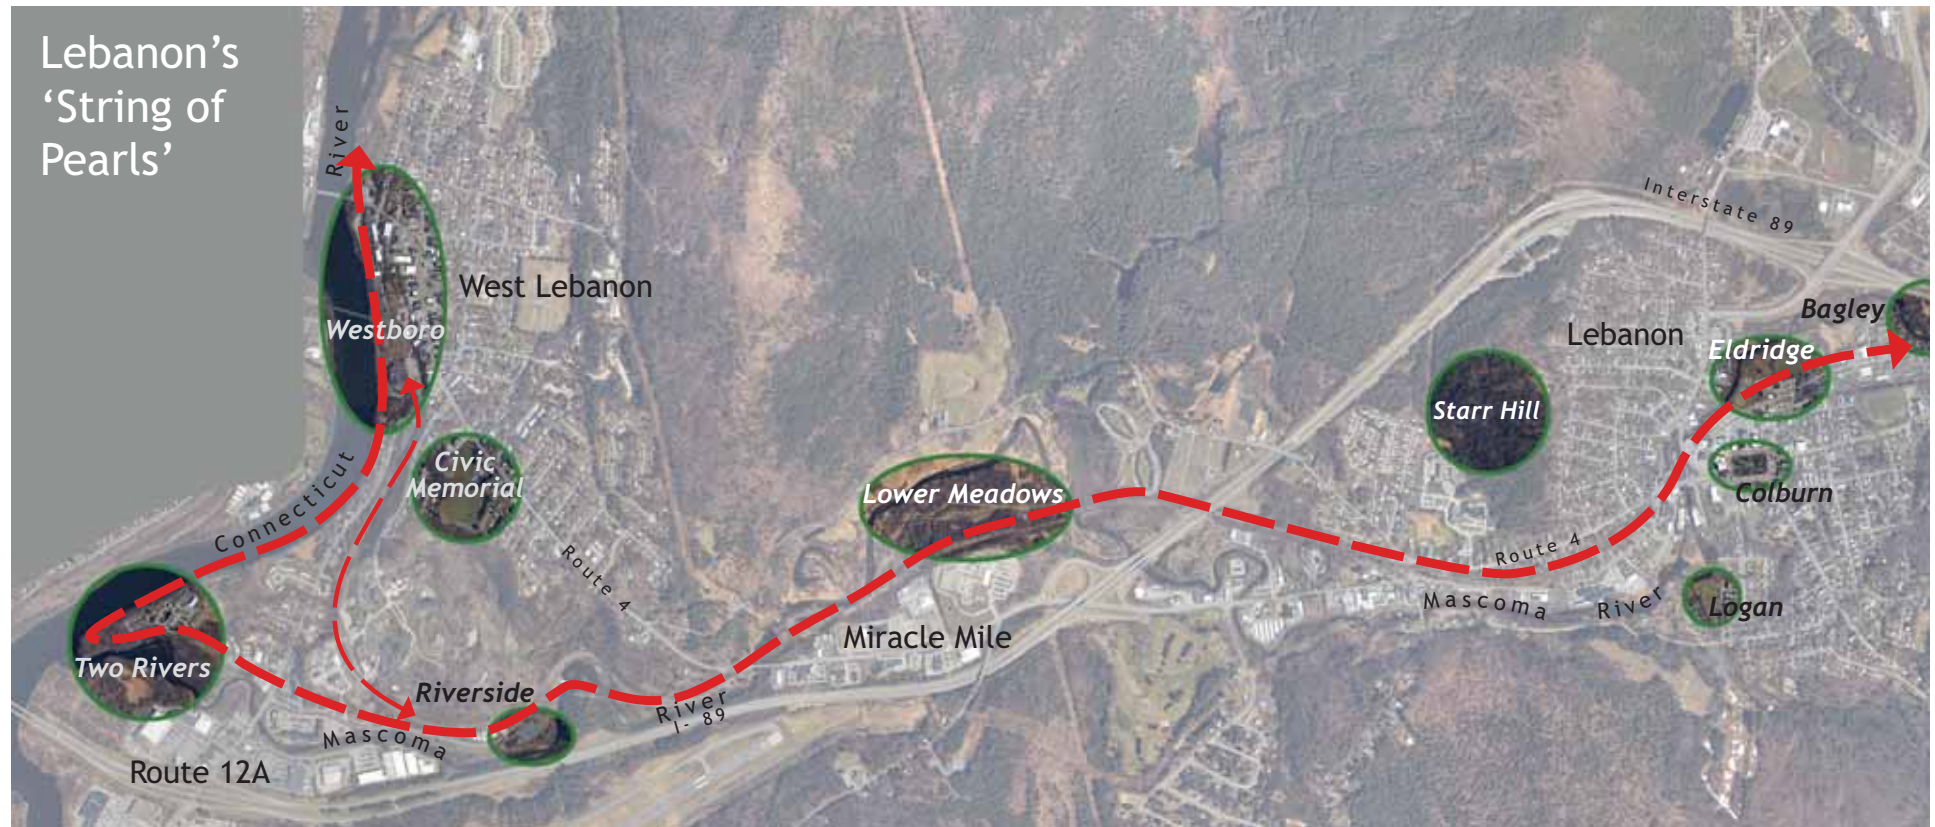 Lebanon's
‘String of
Pearls’
River
Interstate 89
West Lebanon
Bagley
Westboro
Lebanon
Eldridge
Starr Hill
Civic
Memorial
Connecticut
Lower Meadows
Colburn
Route 4
Route 4
Mascoma
River
Logan
Miracle Mile
Two Rivers
Riverside
River
I- 89
Mascoma
Route 12A